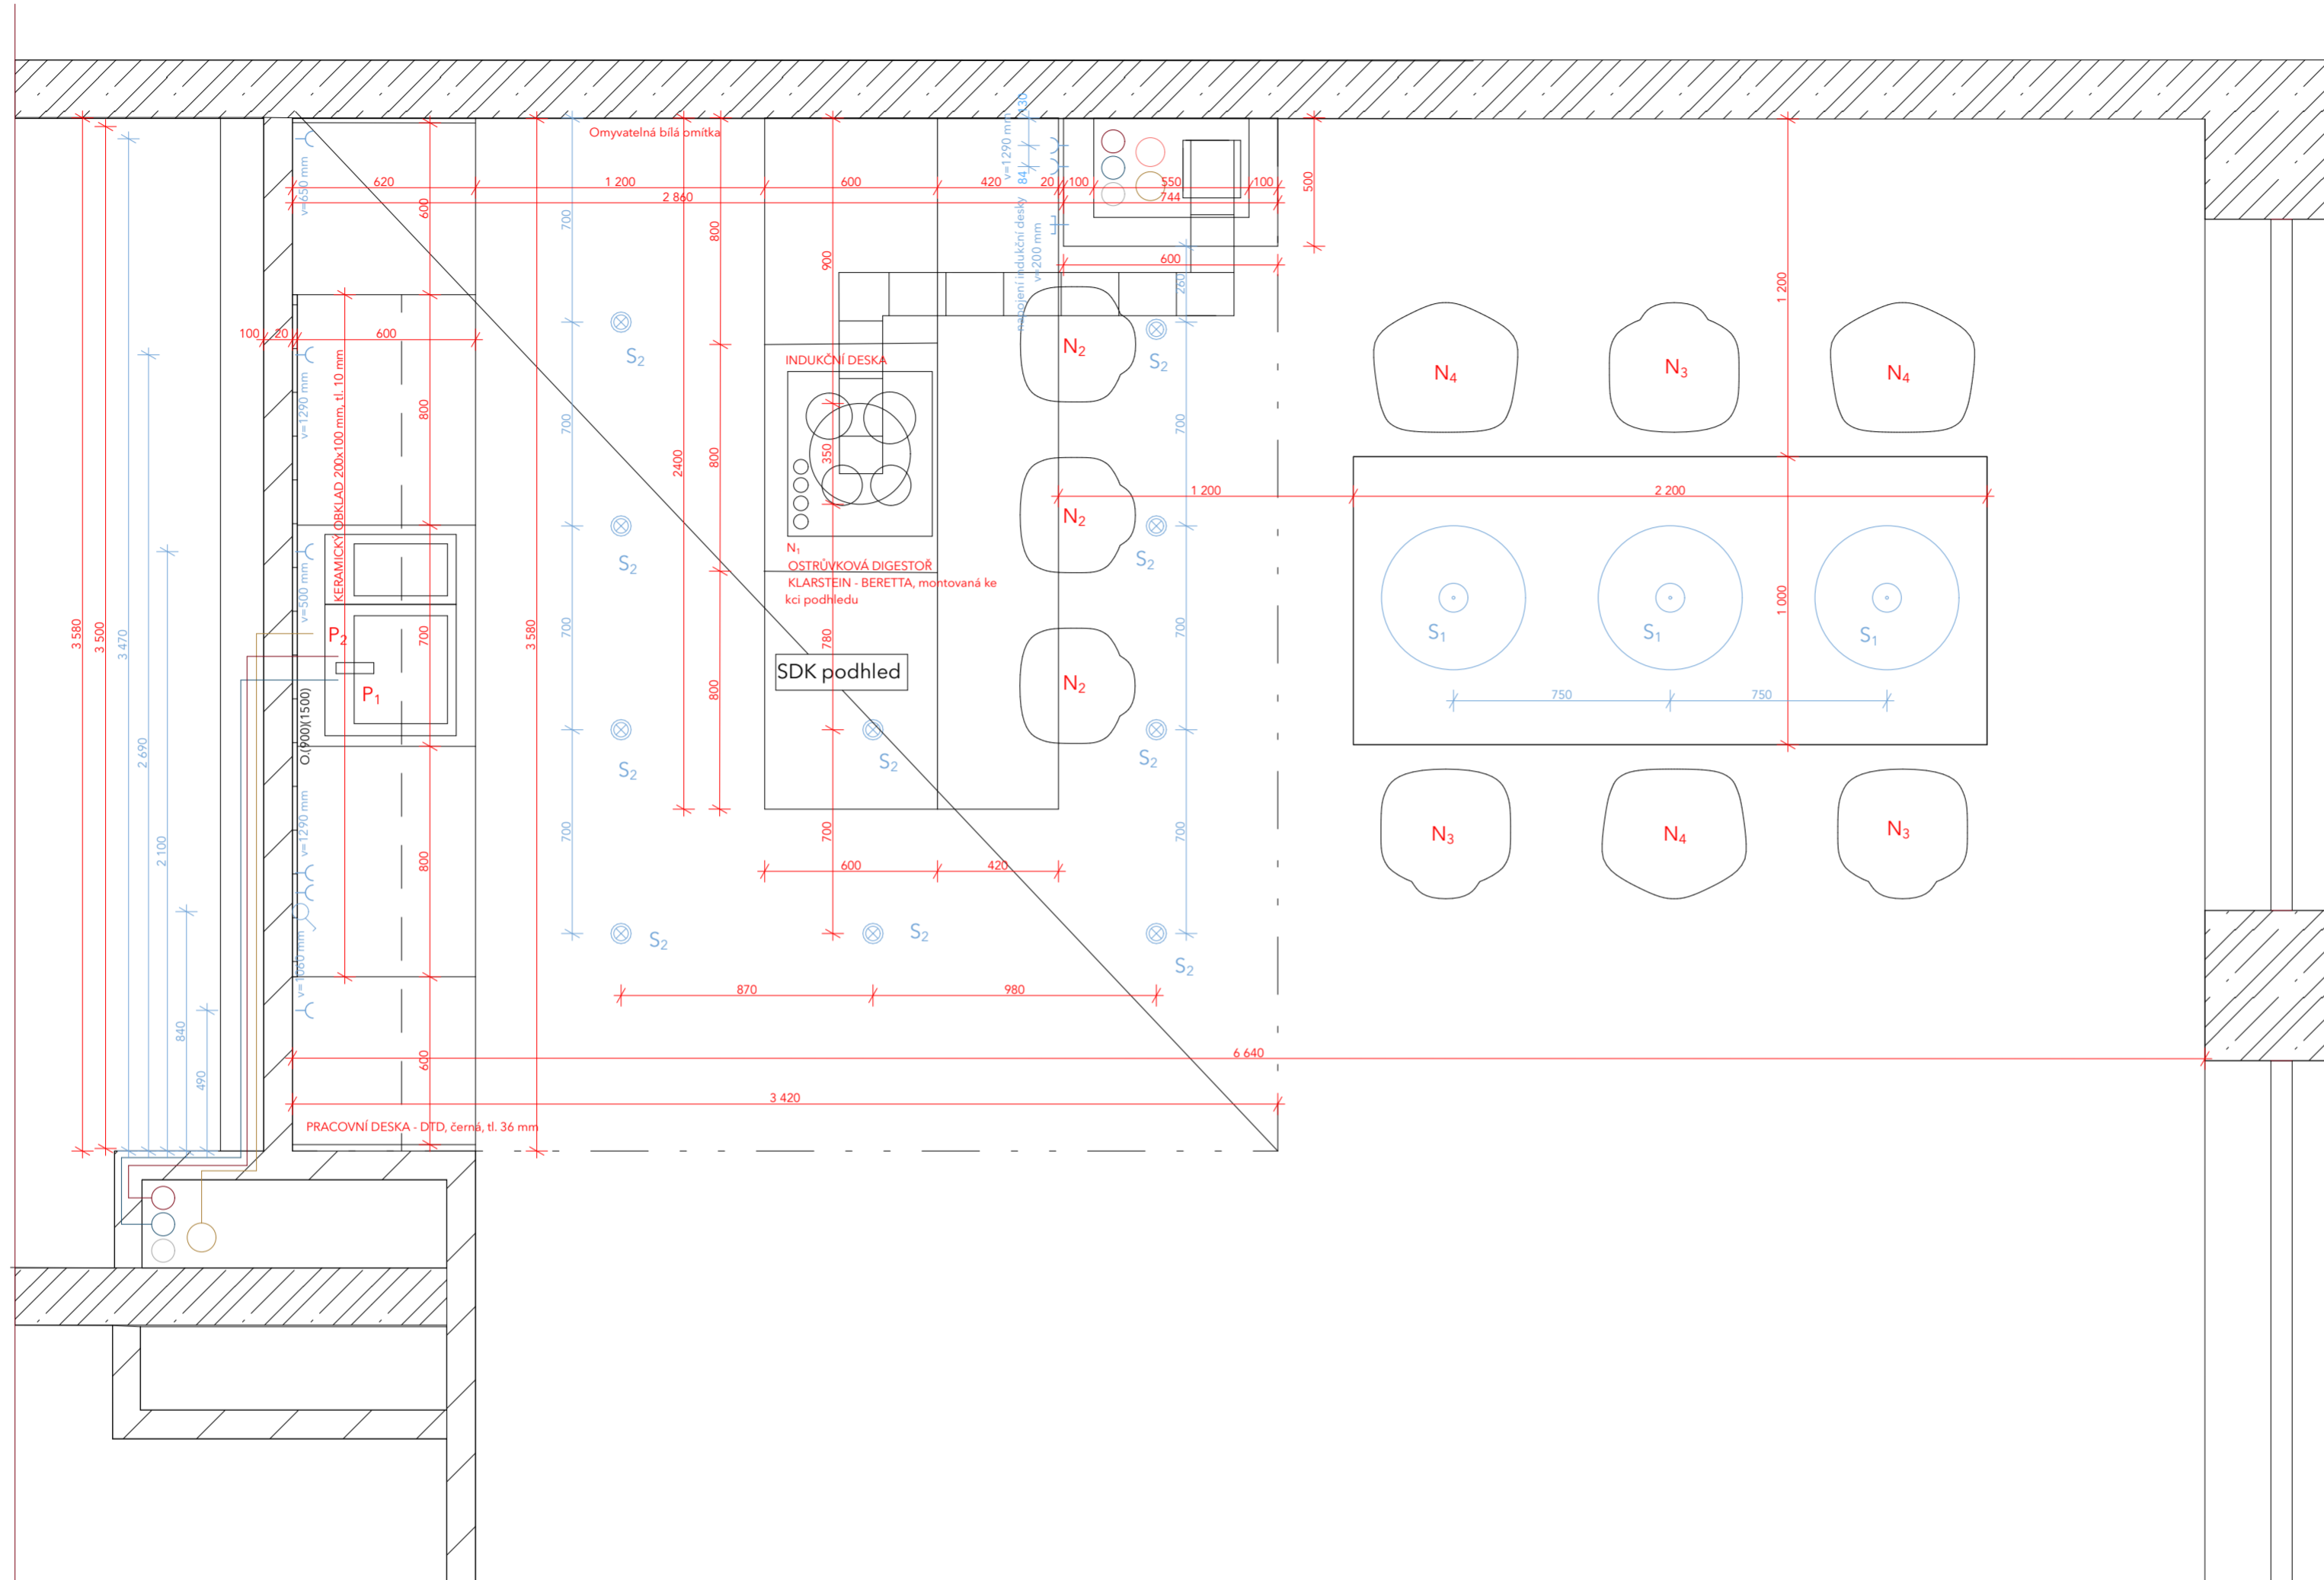 130
Omyvatelná bílá omítka
v=1290 mm
v=650 mm
620
1 200
600
420
20
100
550
100
84
500
2 860
744
600
700
800
napojení indukční desky
v=200 mm
900
600
260
1 200
100
20
600
S2
INDUKČNÍ DESKA
N2
S2
N4
N3
N4
KERAMICKÝ OBKLAD 200x100 mm, tl. 10 mm
v=1290 mm
800
700
2400
800
350
700
1 200
2 200
N2
N1
OSTRŮVKOVÁ DIGESTOŘ
KLARSTEIN - BERETTA, montovaná ke
kci podhledu
S2
S2
v=500 mm
1 000
3 580
3 500
3 470
P2
700
3 580
700
780
700
S1
S1
S1
SDK podhled
P1
800
N2
750
750
O.(900)(1500)
2 690
S2
S2
S2
2 100
v=1290 mm
800
700
700
700
N3
N4
N3
600
420
v=1060 mm
S2
S2
S2
870
980
840
490
600
6 640
3 420
PRACOVNÍ DESKA - DTD, černá, tl. 36 mm